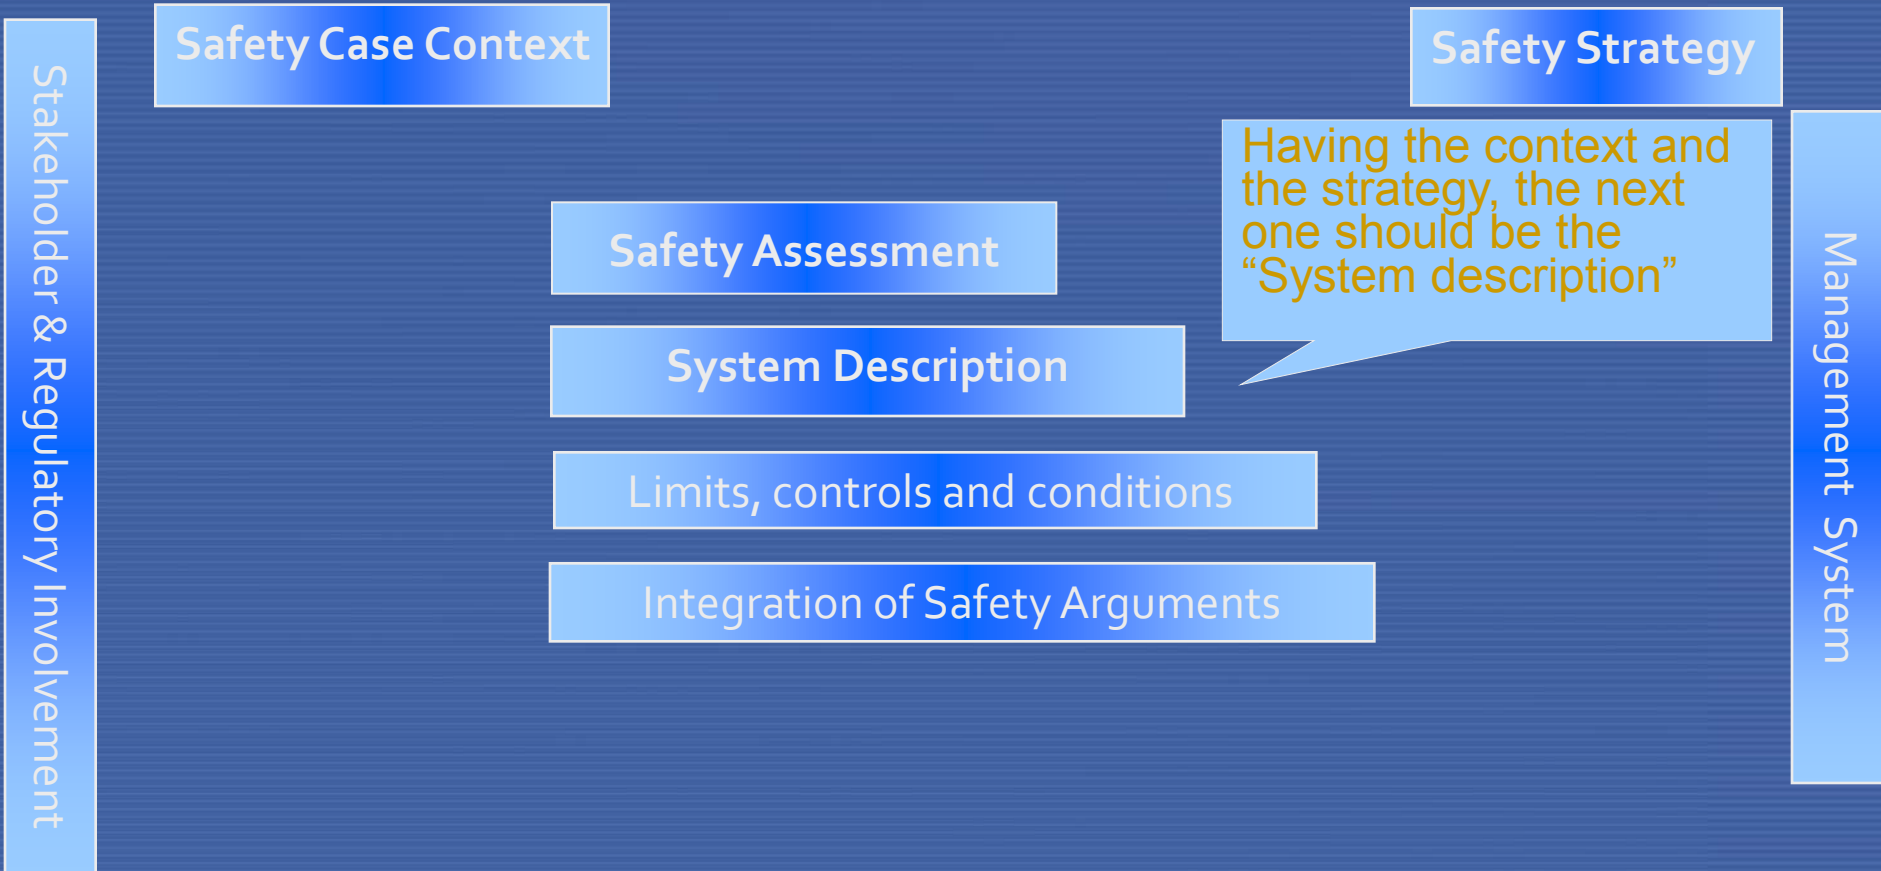 Safety Case Context
Safety Strategy
Stakeholder & Regulatory Involvement
Having the context and
the strategy, the next
one should be the
“System description”
Safety Assessment
System Description
Limits, controls and conditions
Integration of Safety Arguments
Management System